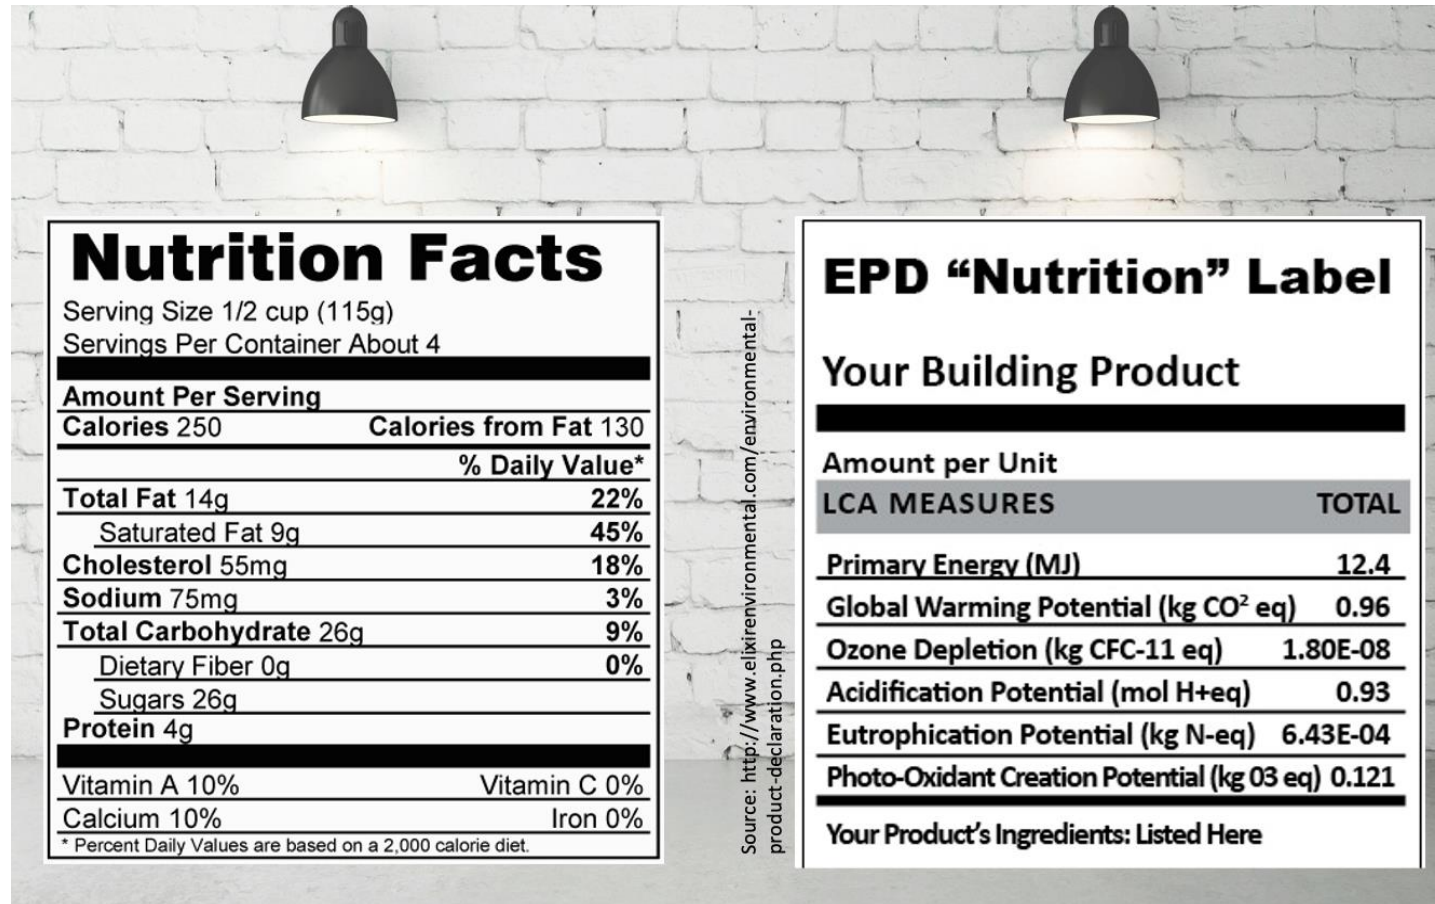 Nutrition Facts
Serving Size 1/2 cup (115g)
Servings Per Container About 4
Amount Per Serving
Calories 250 Calories from Fat 130
% Daily Value*
Total Fat 14g 22%
Saturated Fat 9g 45%
Cholesterol 55mg 18%
Sodium 75mg 3%
Total Carbohydrate 26g 9%
Dietary Fiber 0g 0%
Sugars 26g
Protein 4g
Vitamin A 10% Vitamin C 0%
Calcium 10% Iron 0%
* Percent Daily Values are based on a 2,000 calorie diet.
Source: http://www.elixirenvironmental.com/environmental-
product-declaration.php
EPD “Nutrition” Label
Your Building Product
Amount per Unit
LCA MEASURES TOTAL
Primary Energy (MJ) 12.4
Global Warming Potential (kg CO² eq) 0.96
Ozone Depletion (kg CFC-11 eq) 1.80E-08
Acidification Potential (mol H+eq) 0.93
Eutrophication Potential (kg N-eq) 6.43E-04
Photo-Oxidant Creation Potential (kg 03 eq) 0.121
Your Product’s Ingredients: Listed Here